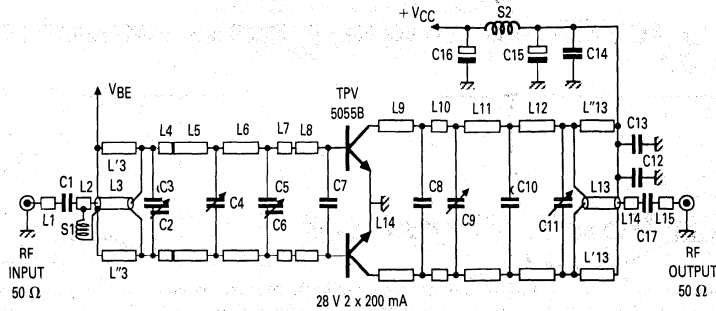 + VCC
S2
C16
C15
C14
VBE
TPV
5055B
L4 L5 L6 L7 L8
L9 L10 L11 L12 L"13
L'3
C13
C12
C1 L2 L3
C3
C2
C4
C5
C6
C7
C8
C9
C10
C11
L13
L1
S1
L14
L14 L15
C17
L"3
L'13
RF
INPUT
50 Ω
RF
OUTPUT
50 Ω
28 V 2 x 200 mA